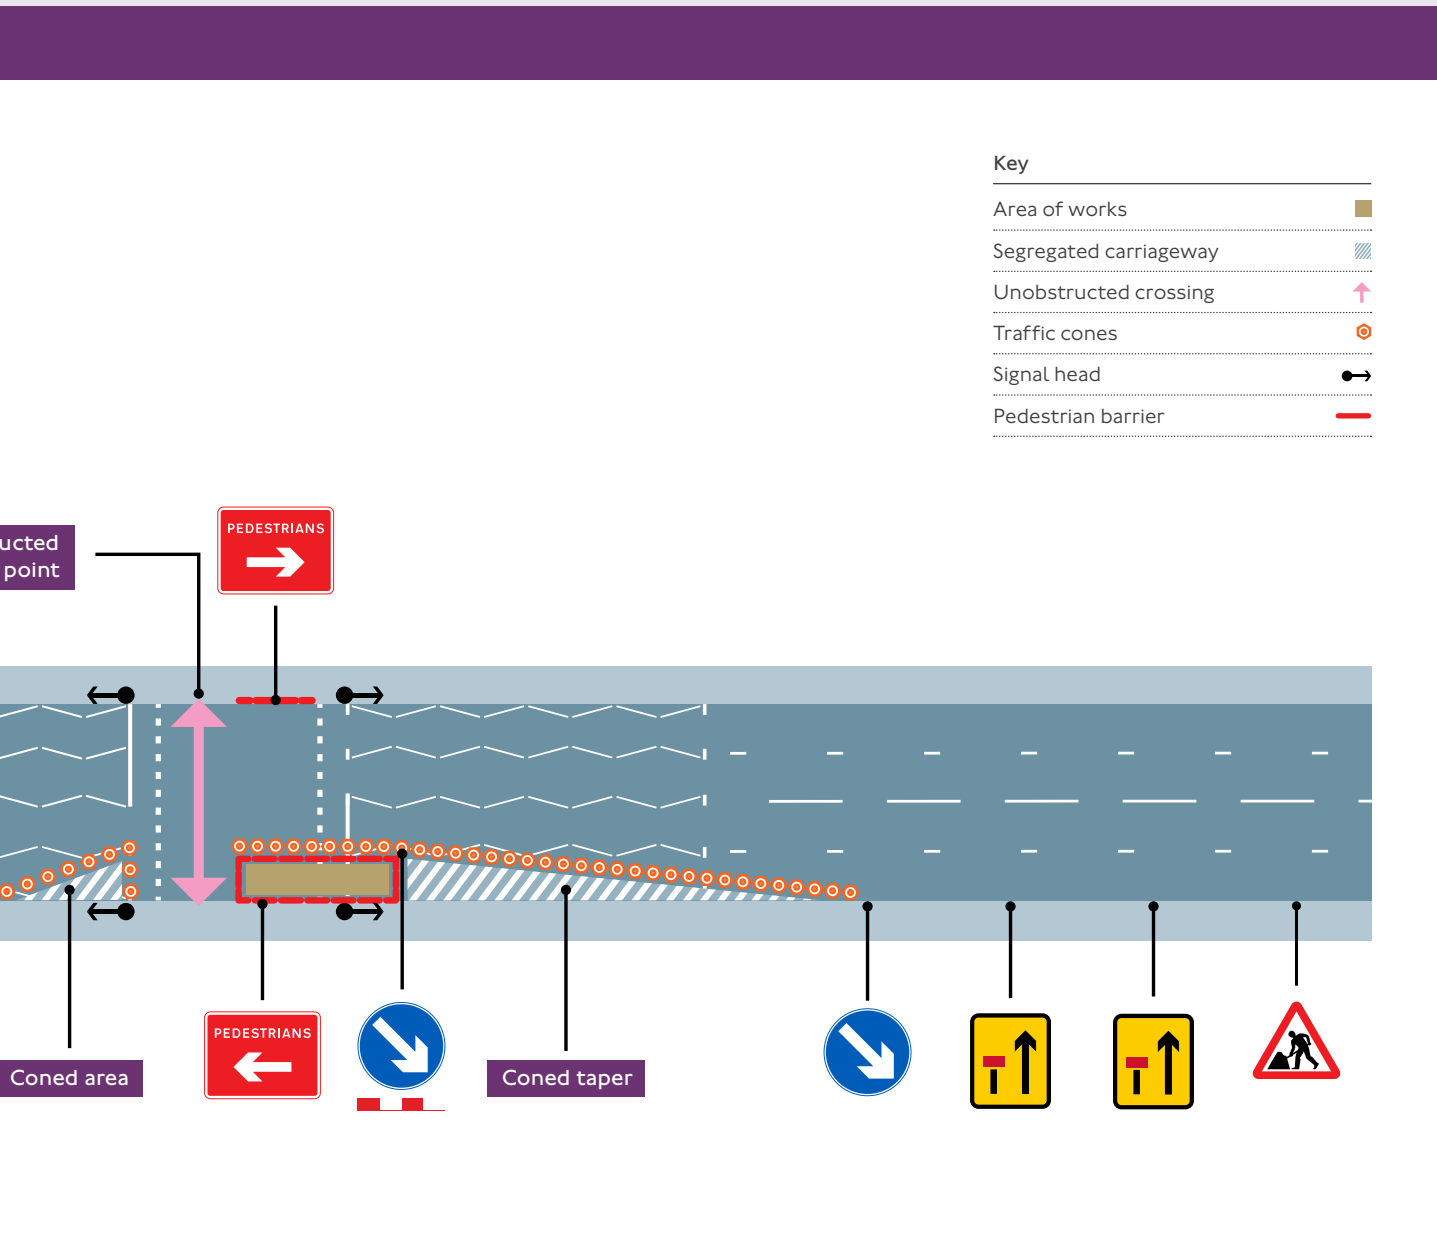 Key
Area of works
Segregated carriageway
Unobstructed crossing
Traffic cones
Signal head
Pedestrian barrier
ucted
point
PEDESTRIANS
PEDESTRIANS
Coned area
Coned taper